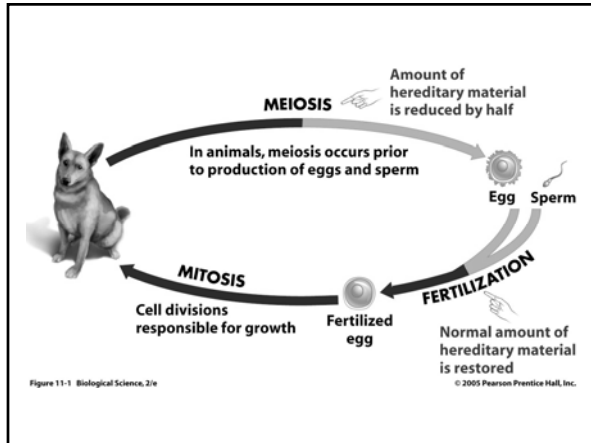 Amount of
hereditary material
is reduced by half
MEIOSIS
In animals, meiosis occurs prior
to production of eggs and sperm
Egg Sperm
FERTILIZATION
Normal amount of
hereditary material
is restored
Fertilized
egg
MITOSIS
Cell divisions
responsible for growth
Figure 11-1 Biological Science, 2/e
© 2005 Pearson Prentice Hall, Inc.